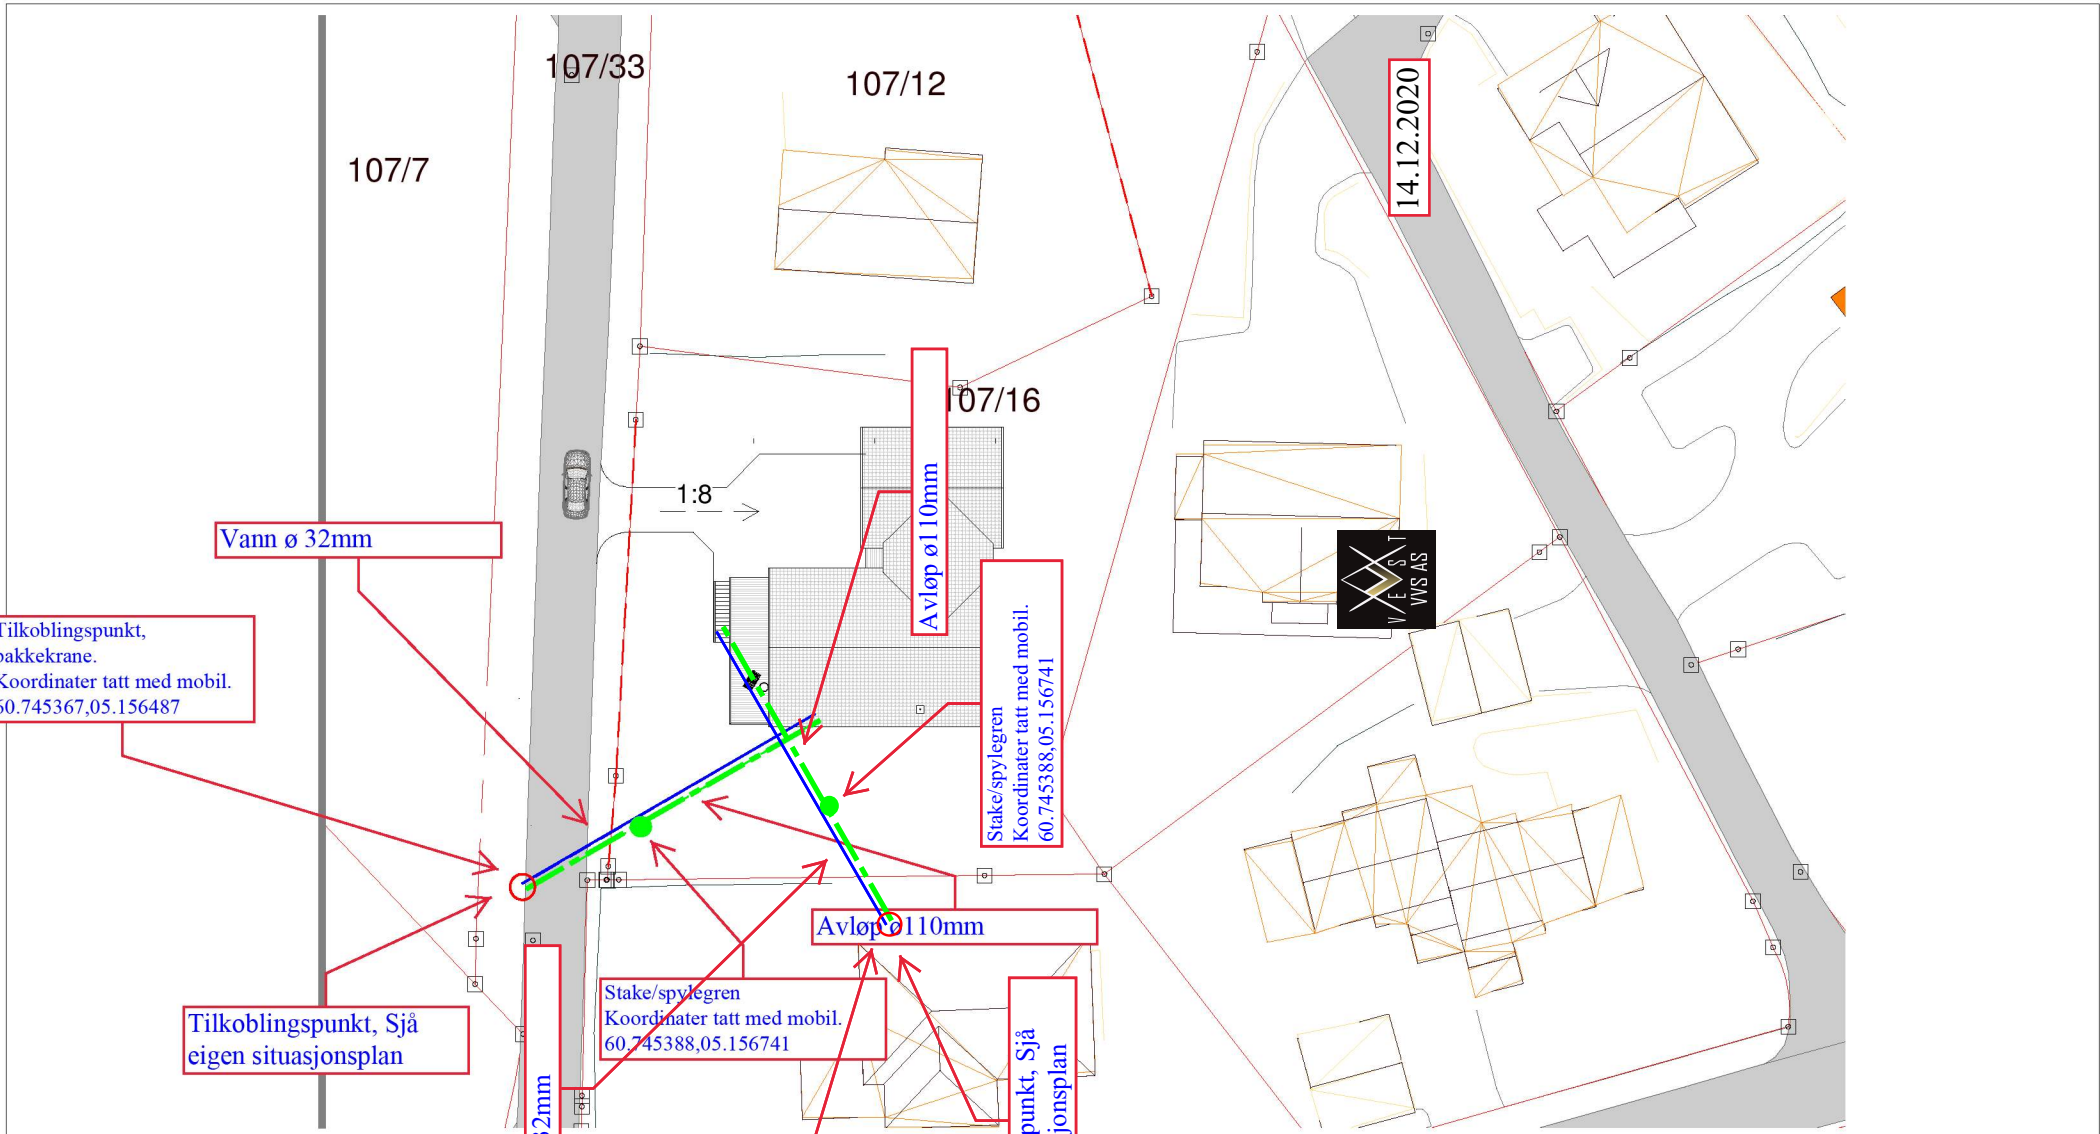 107/33
107/12
107/7
14.12.2020
107/16
1:8
Vann ø 32mm
Avløp ø110mm
VEST
VVS AS
Tilkoblingspunkt,
bakkekrane.
Koordinater tatt med mobil.
60.745367,05.156487
Stake/spylegren
Koordinater tatt med mobil.
60.745388,05.156741
Avløp ø110mm
Stake/spylegren
Koordinater tatt med mobil.
60.745388,05.156741
Tilkoblingspunkt, Sjå
eigen situasjonsplan
32mm
punkt, Sjå
jonsplan